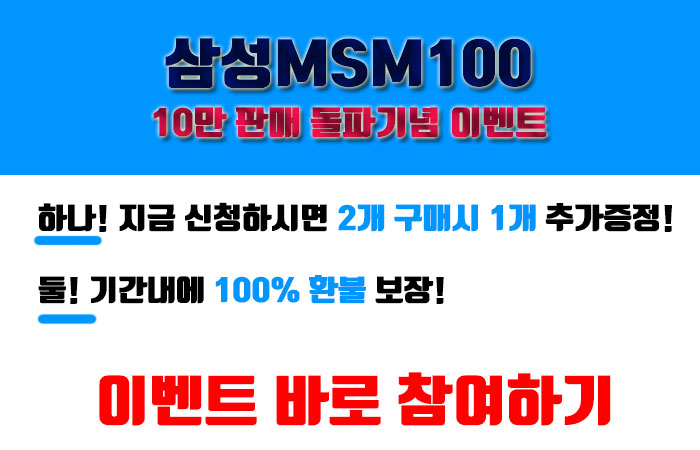 삼성MSM100
10만 판매 돌파기념 이벤트
하나! 지금 신청하시면 2개 구매시 1개 추가증정!
둘! 기간내에 100% 환불 보장!
이벤트 바로 참여하기